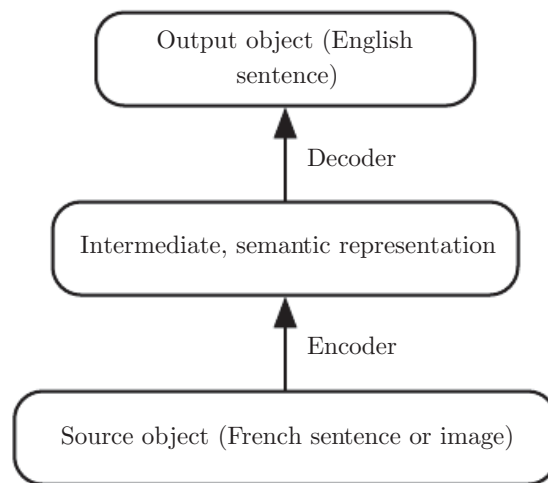 Output object (English
sentence)
Decoder
Intermediate, semantic representation
Encoder
Source object (French sentence or image)